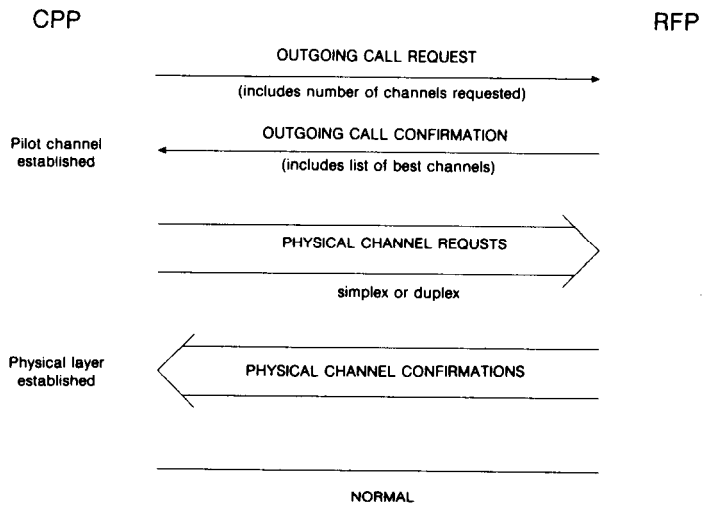 CPP
RFP
OUTGOING CALL REQUEST
(includes number of channels requested)
OUTGOING CALL CONFIRMATION
Pilot channel
established
(includes list of best channels)
PHYSICAL CHANNEL REQUSTS
simplex or duplex
Physical layer
established
PHYSICAL CHANNEL CONFIRMATIONS
NORMAL